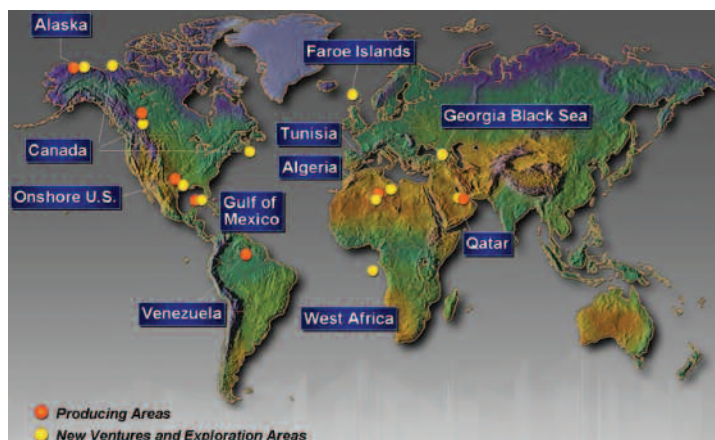 Alaska
Faroe Islands
Georgia Black Sea
Tunisia
Canada
Algeria
Onshore U.S.
Gulf of
Mexico
Qatar
Venezuela
West Africa
Producing Areas
New Ventures and Exploration Areas